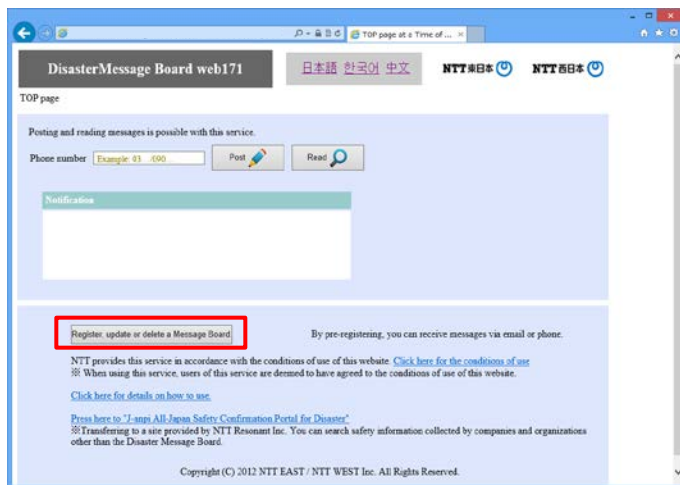 TOP page at a Time of ...
DisasterMessage Board web171
日本語 한국어 中文
NTT東日本
NTT西日本
TOP page
Posting and reading messages is possible with this service.
Phone number
Example: 03 /090...
Post
Read
Notification
Register, update or delete a Message Board
By pre-registering, you can receive messages via email or phone.
NTT provides this service in accordance with the conditions of use of this website. Click here for the conditions of use
※ When using this service, users of this service are deemed to have agreed to the conditions of use of this website.
Click here for details on how to use.
Press here to "J-anpi All-Japan Safety Confirmation Portal for Disaster"
※Transfering to a site provided by NTT Resonant Inc. You can search safety information collected by companies and organizations
other than the Disaster Message Board.
Copyright (C) 2012 NTT EAST / NTT WEST Inc. All Rights Reserved.